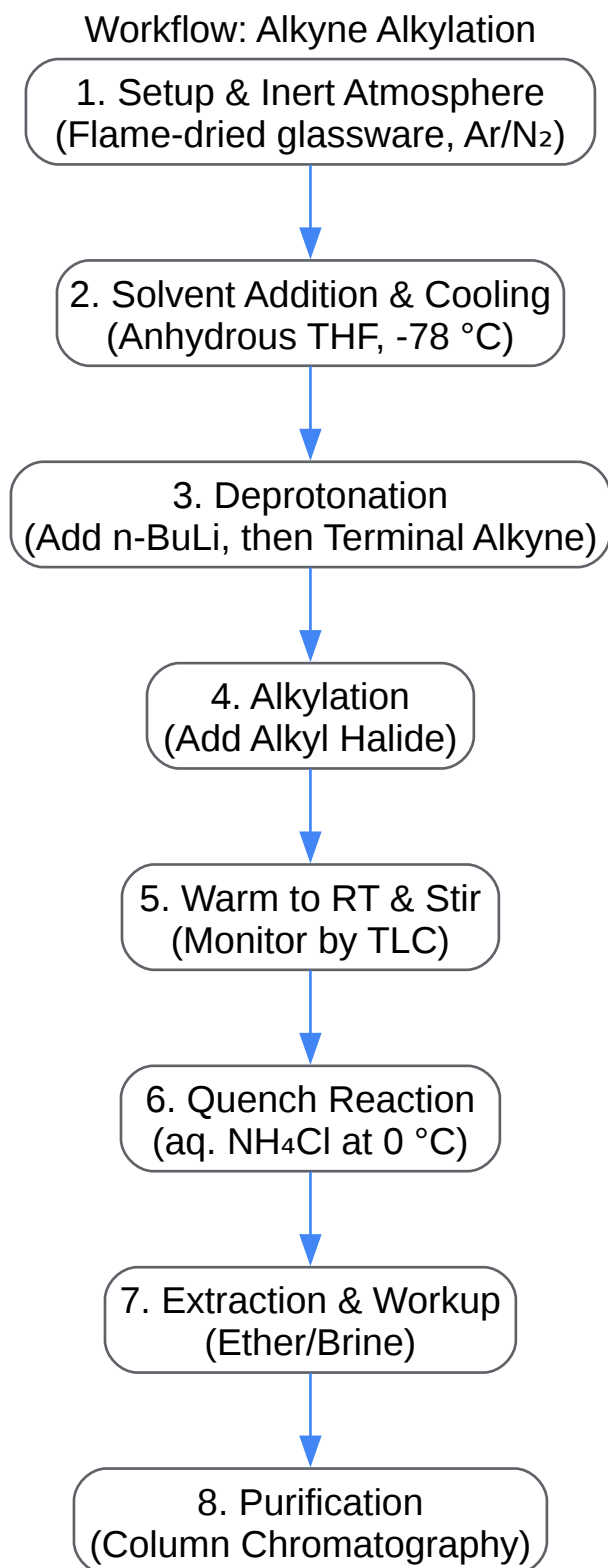 Workflow: Alkyne Alkylation
1. Setup & Inert Atmosphere
(Flame-dried glassware, Ar/N₂)
2. Solvent Addition & Cooling
(Anhydrous THF, -78 °C)
3. Deprotonation
(Add n-BuLi, then Terminal Alkyne)
4. Alkylation
(Add Alkyl Halide)
5. Warm to RT & Stir
(Monitor by TLC)
6. Quench Reaction
(aq. NH₄Cl at 0 °C)
7. Extraction & Workup
(Ether/Brine)
8. Purification
(Column Chromatography)